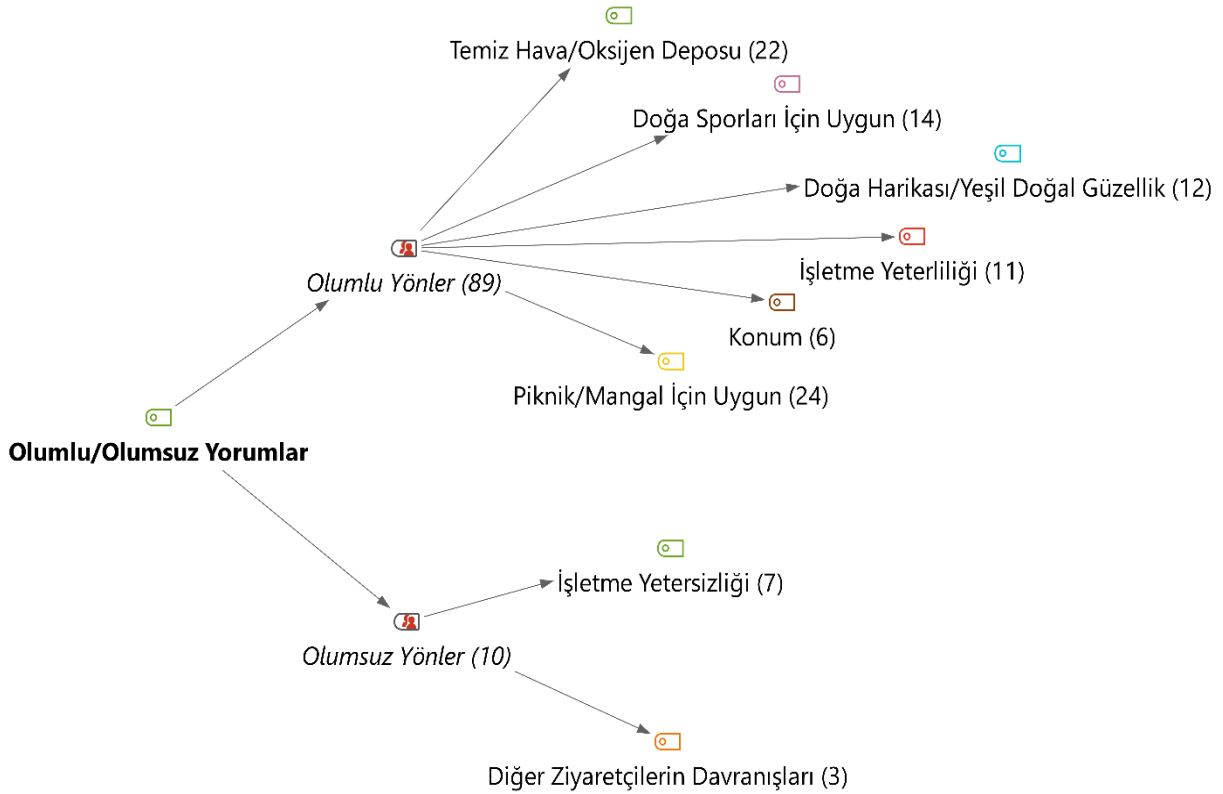 Temiz Hava/Oksijen Deposu (22)
Doğa Sporları İçin Uygun (14)
Doğa Harikası/Yeşil Doğal Güzellik (12)
İşletme Yeterliliği (11)
Olumlu Yönler (89)
Konum (6)
Piknik/Mangal İçin Uygun (24)
Olumlu/Olumsuz Yorumlar
İşletme Yetersizliği (7)
Olumsuz Yönler (10)
Diğer Ziyaretçilerin Davranışları (3)